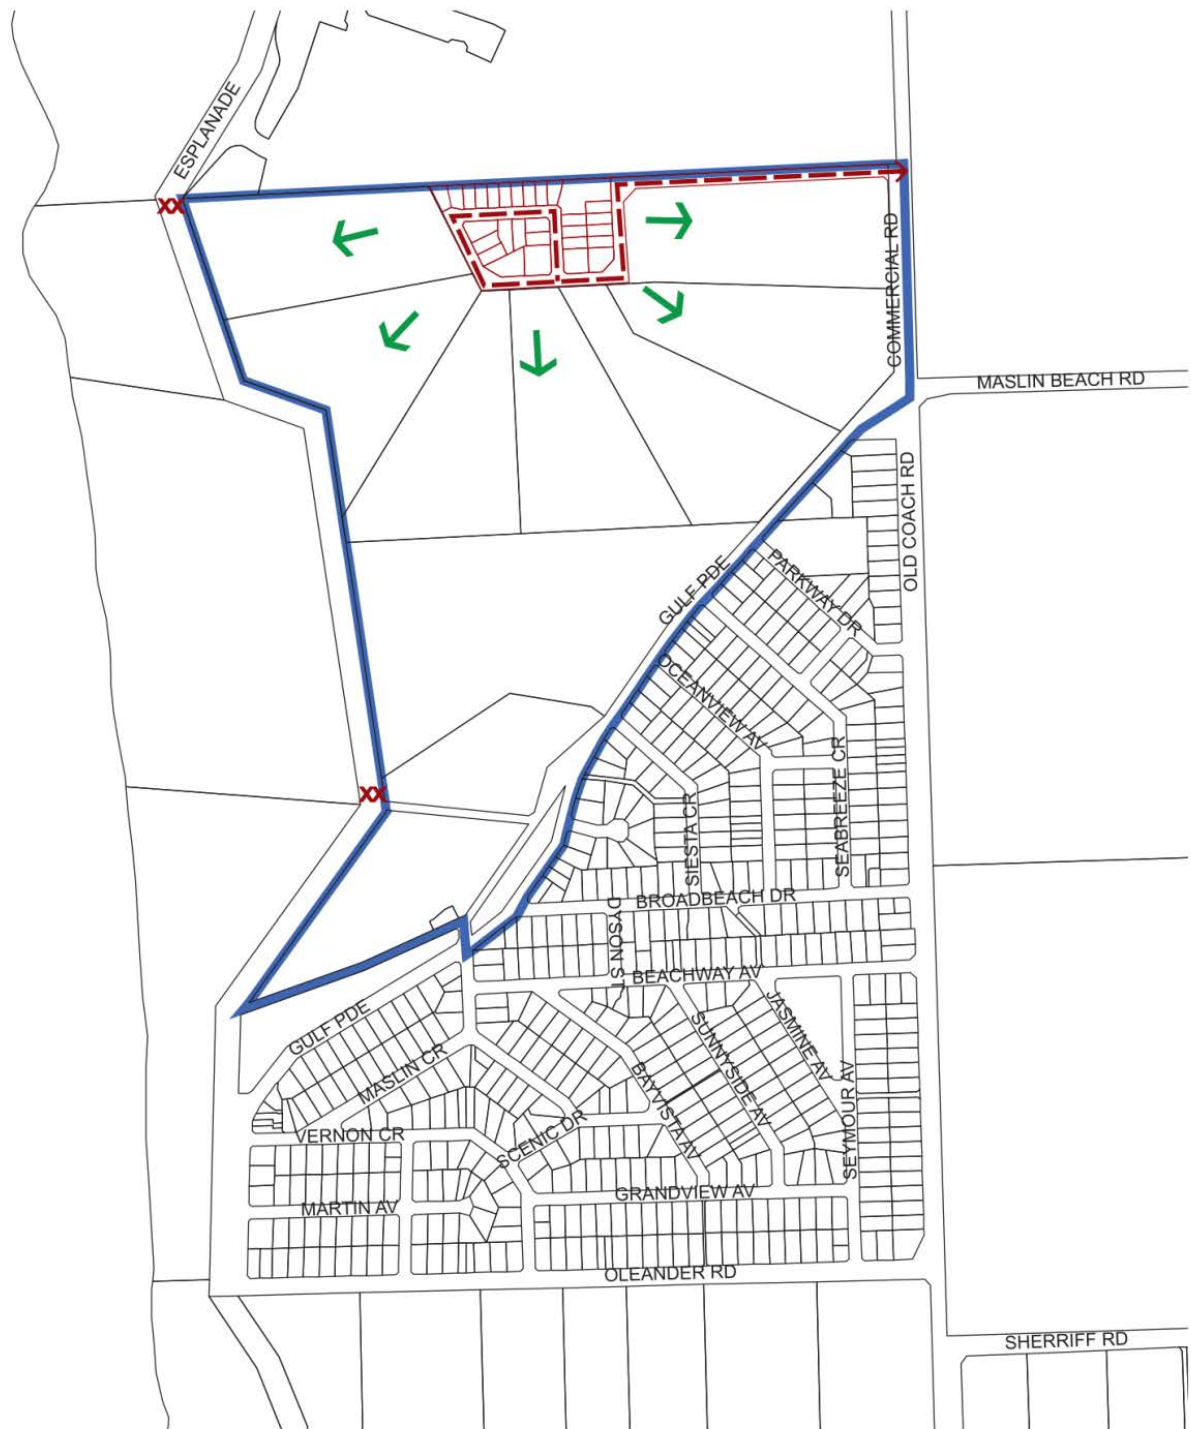 ESPLANADE
XX
COMMERCIAL RD
MASLIN BEACH RD
OLD COACH RD
GULF PDE
PARKWAY DR
OCEANVIEW AV
SEABREEZE CR
XX
SIESTA CR
BROADBEACH DR
DYSON ST
BEACHWAY AV
GULF PDE
JASMINE AV
SUNNYSIDE AV
MASLIN CR
BAYVISTA AV
SEYMOUR AV
VERNON CR
SCENIC DR
GRANDVIEW AV
MARTIN AV
OLEANDER RD
SHERRIFF RD